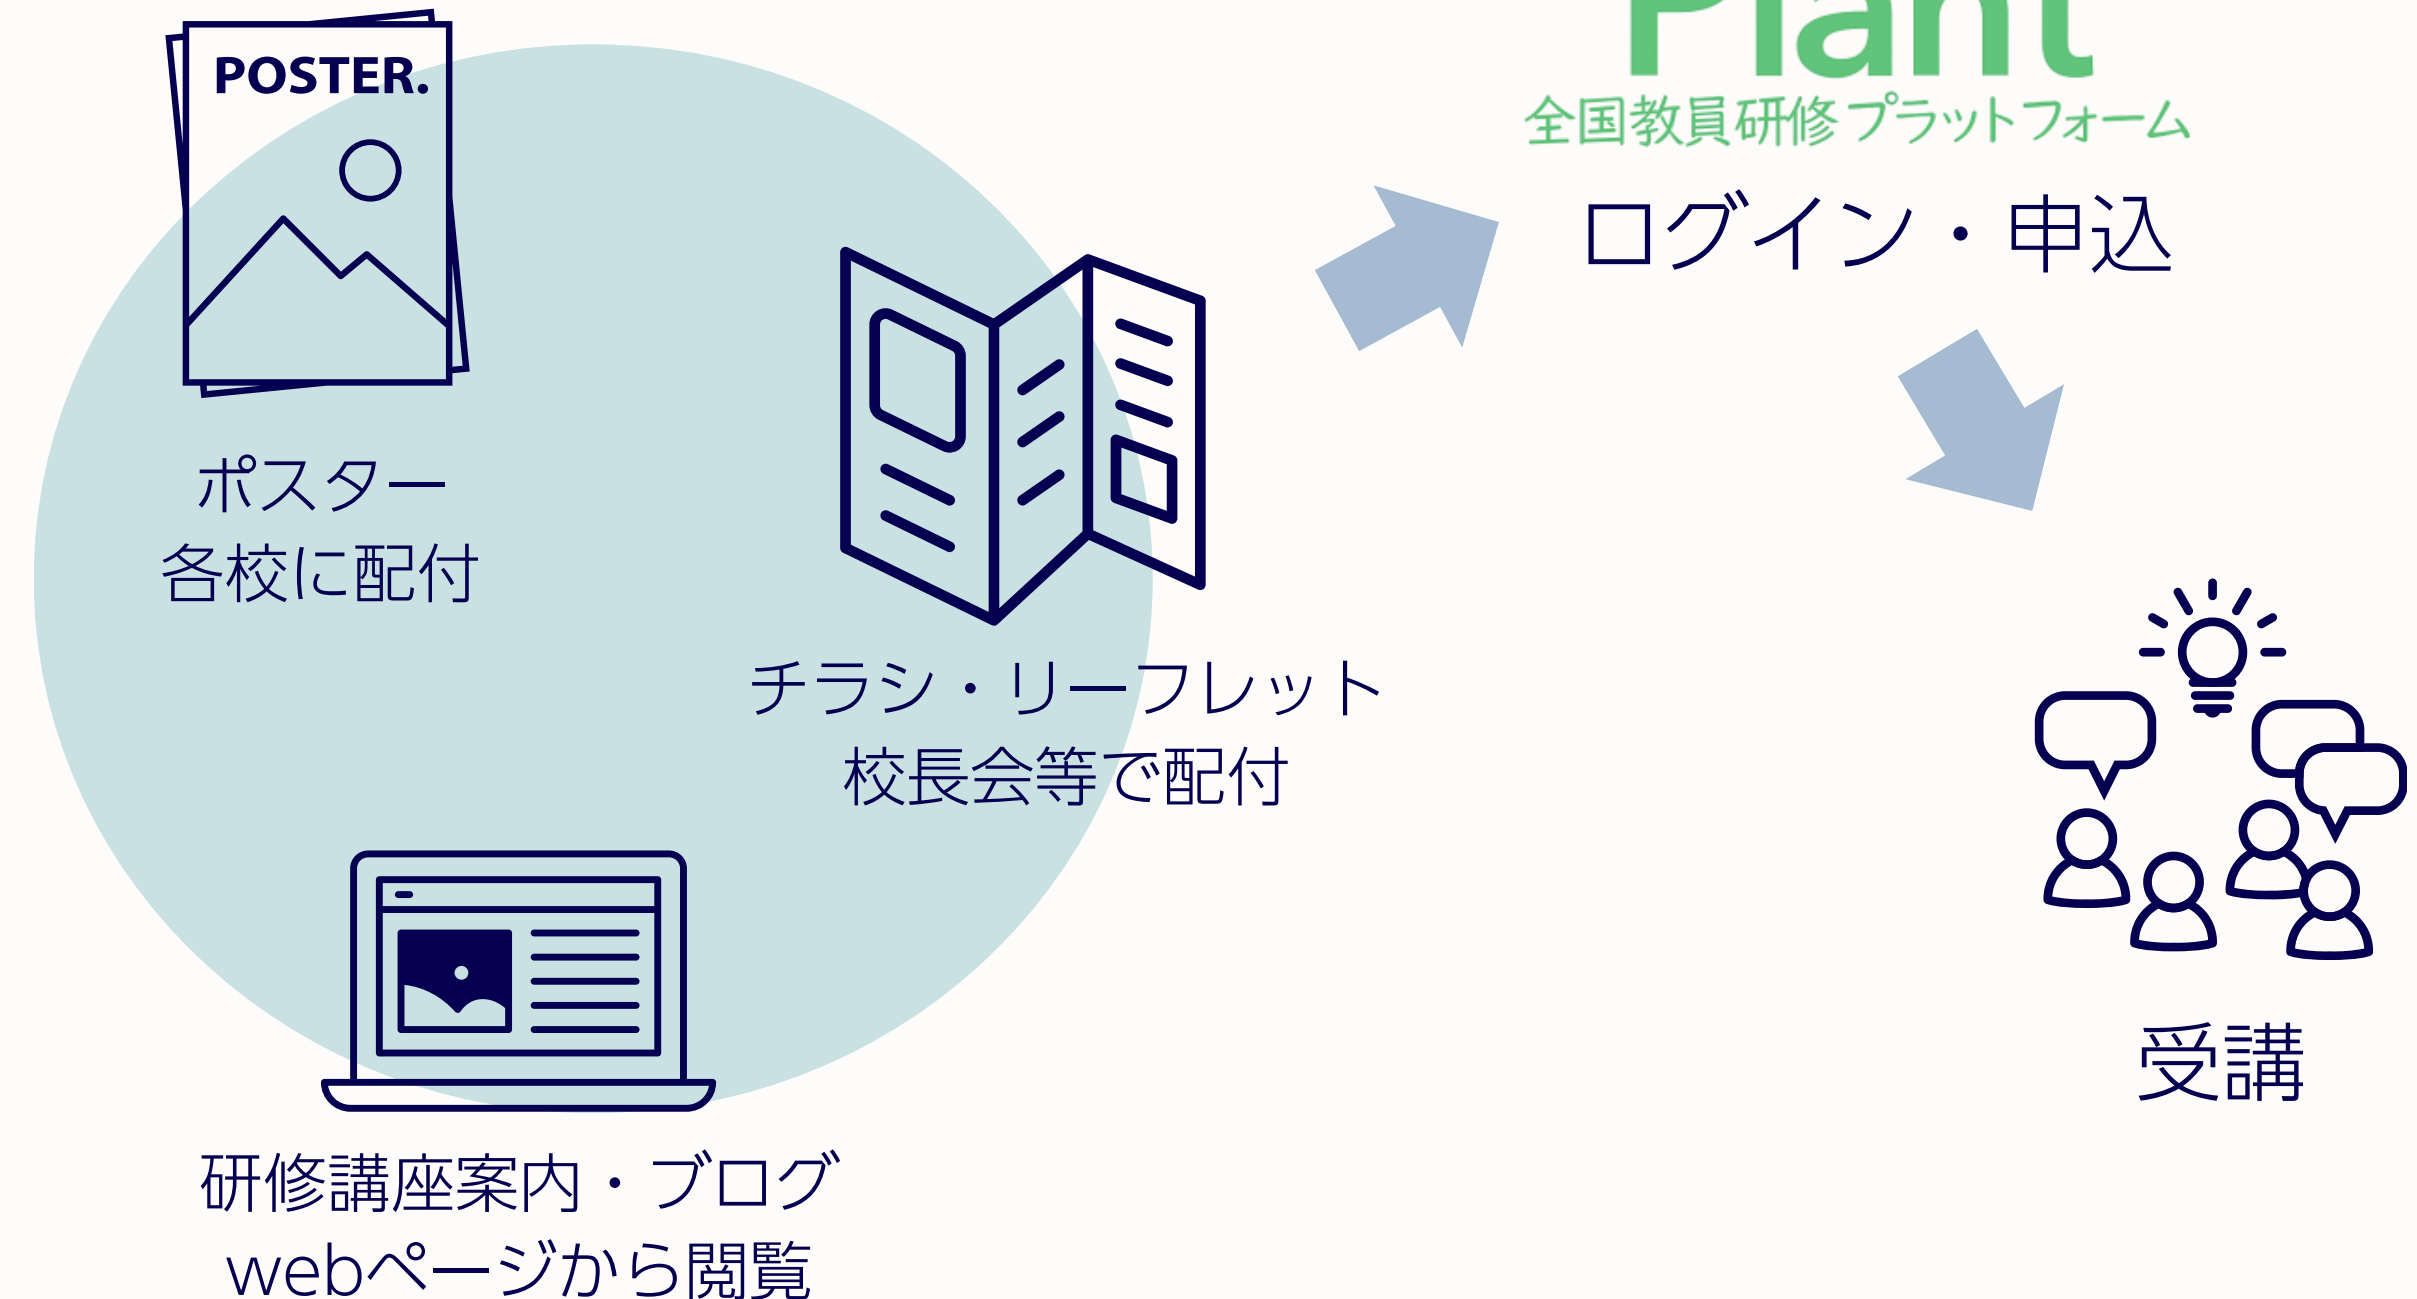 POSTER.
ポスター
各校に配付
チラシ・リーフレット
校長会等で配付
研修講座案内・ブログ
webページから閲覧
Plant
全国教員研修プラットフォーム
ログイン・申込
受講